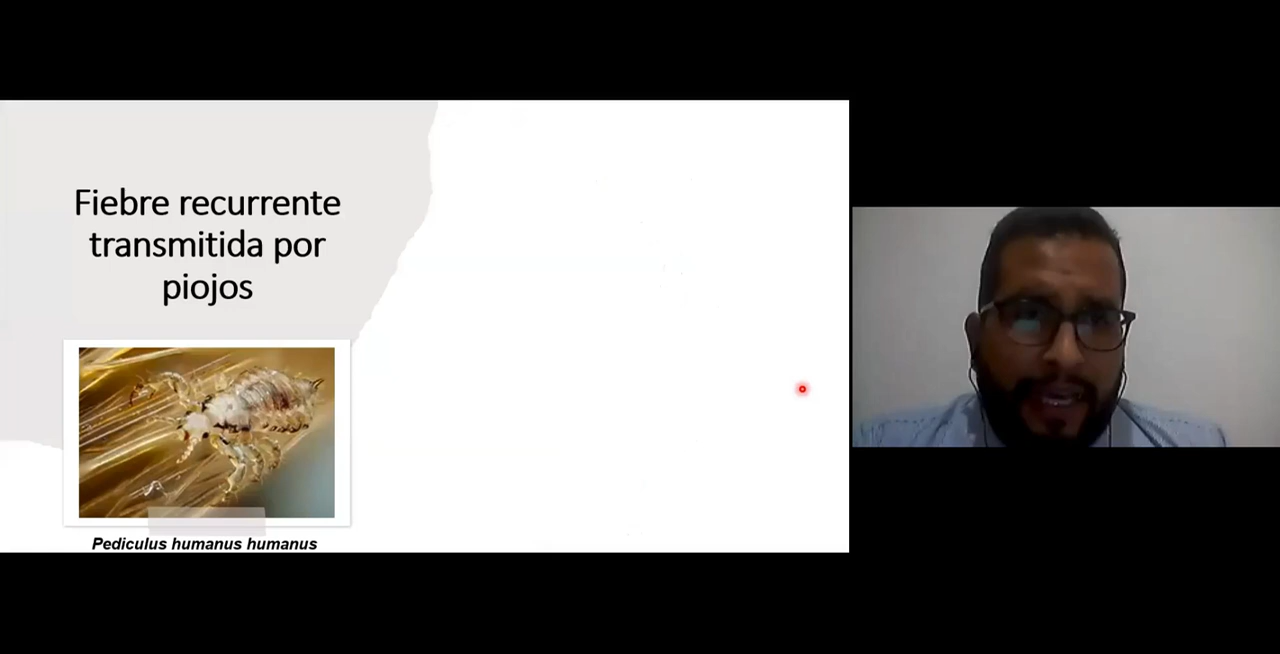 Fiebre recurrente
transmitida por
piojos
Pediculus humanus humanus